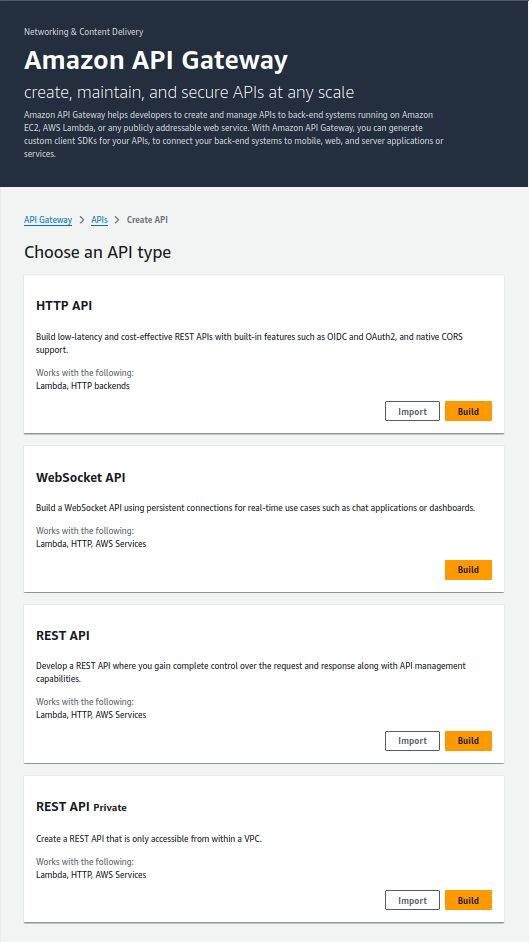 Networking & Content Delivery
Amazon API Gateway
create, maintain, and secure APIs at any scale
Amazon API Gateway helps developers to create and manage APIs to back-end systems running on Amazon
EC2, AWS Lambda, or any publicly addressable web service. With Amazon API Gateway, you can generate
custom client SDKs for your APIs, to connect your back-end systems to mobile, web, and server applications or
services.
API Gateway > APIs > Create API
Choose an API type
HTTP API
Build low-latency and cost-effective REST APIs with built-in features such as OIDC and OAuth2, and native CORS
support.
Works with the following:
Lambda, HTTP backends
Import Build
WebSocket API
Build a WebSocket API using persistent connections for real-time use cases such as chat applications or dashboards.
Works with the following:
Lambda, HTTP, AWS Services
Build
REST API
Develop a REST API where you gain complete control over the request and response along with API management
capabilities.
Works with the following:
Lambda, HTTP, AWS Services
Import Build
REST API Private
Create a REST API that is only accessible from within a VPC.
Works with the following:
Lambda, HTTP, AWS Services
Import Build